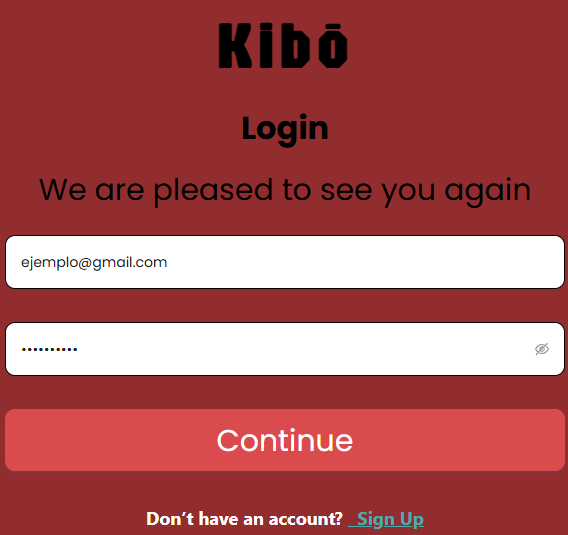 Kibō
Login
We are pleased to see you again
ejemplo@gmail.com
••••••••••
Continue
Don't have an account? Sign Up